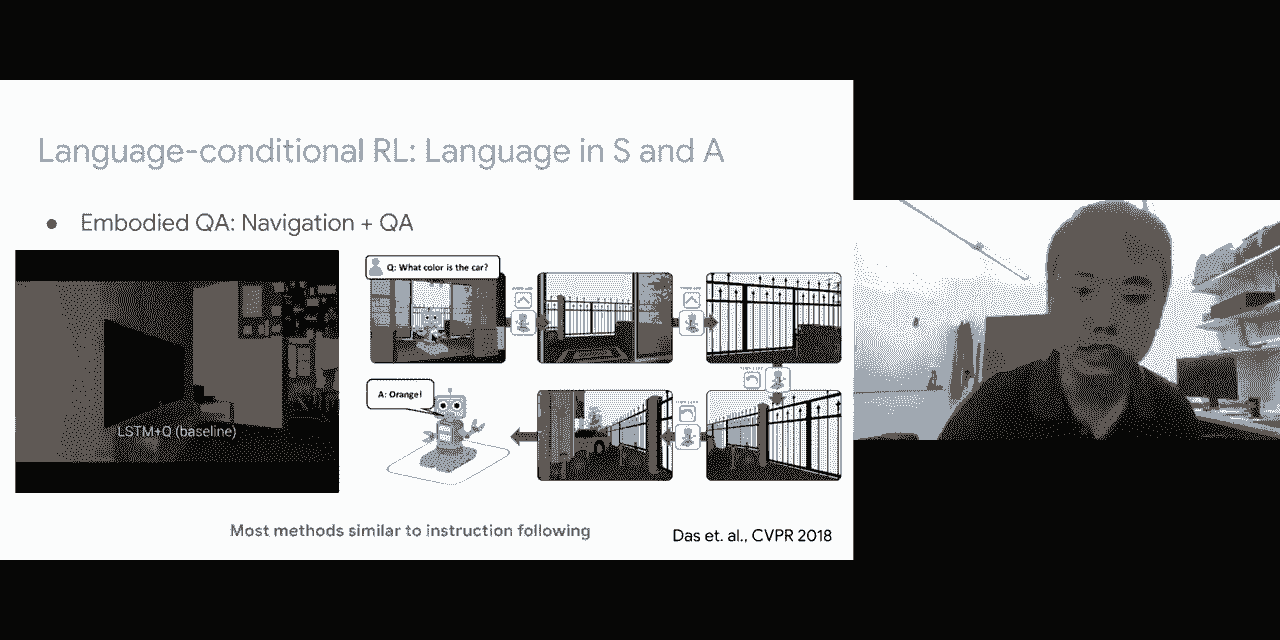 Language-conditional RL: Language in S and A
● Embodied QA: Navigation + QA
Q: What color is the car?
A: Orange!
LSTM+Q (baseline)
Most methods similar to instruction following
Das et. al., CVPR 2018